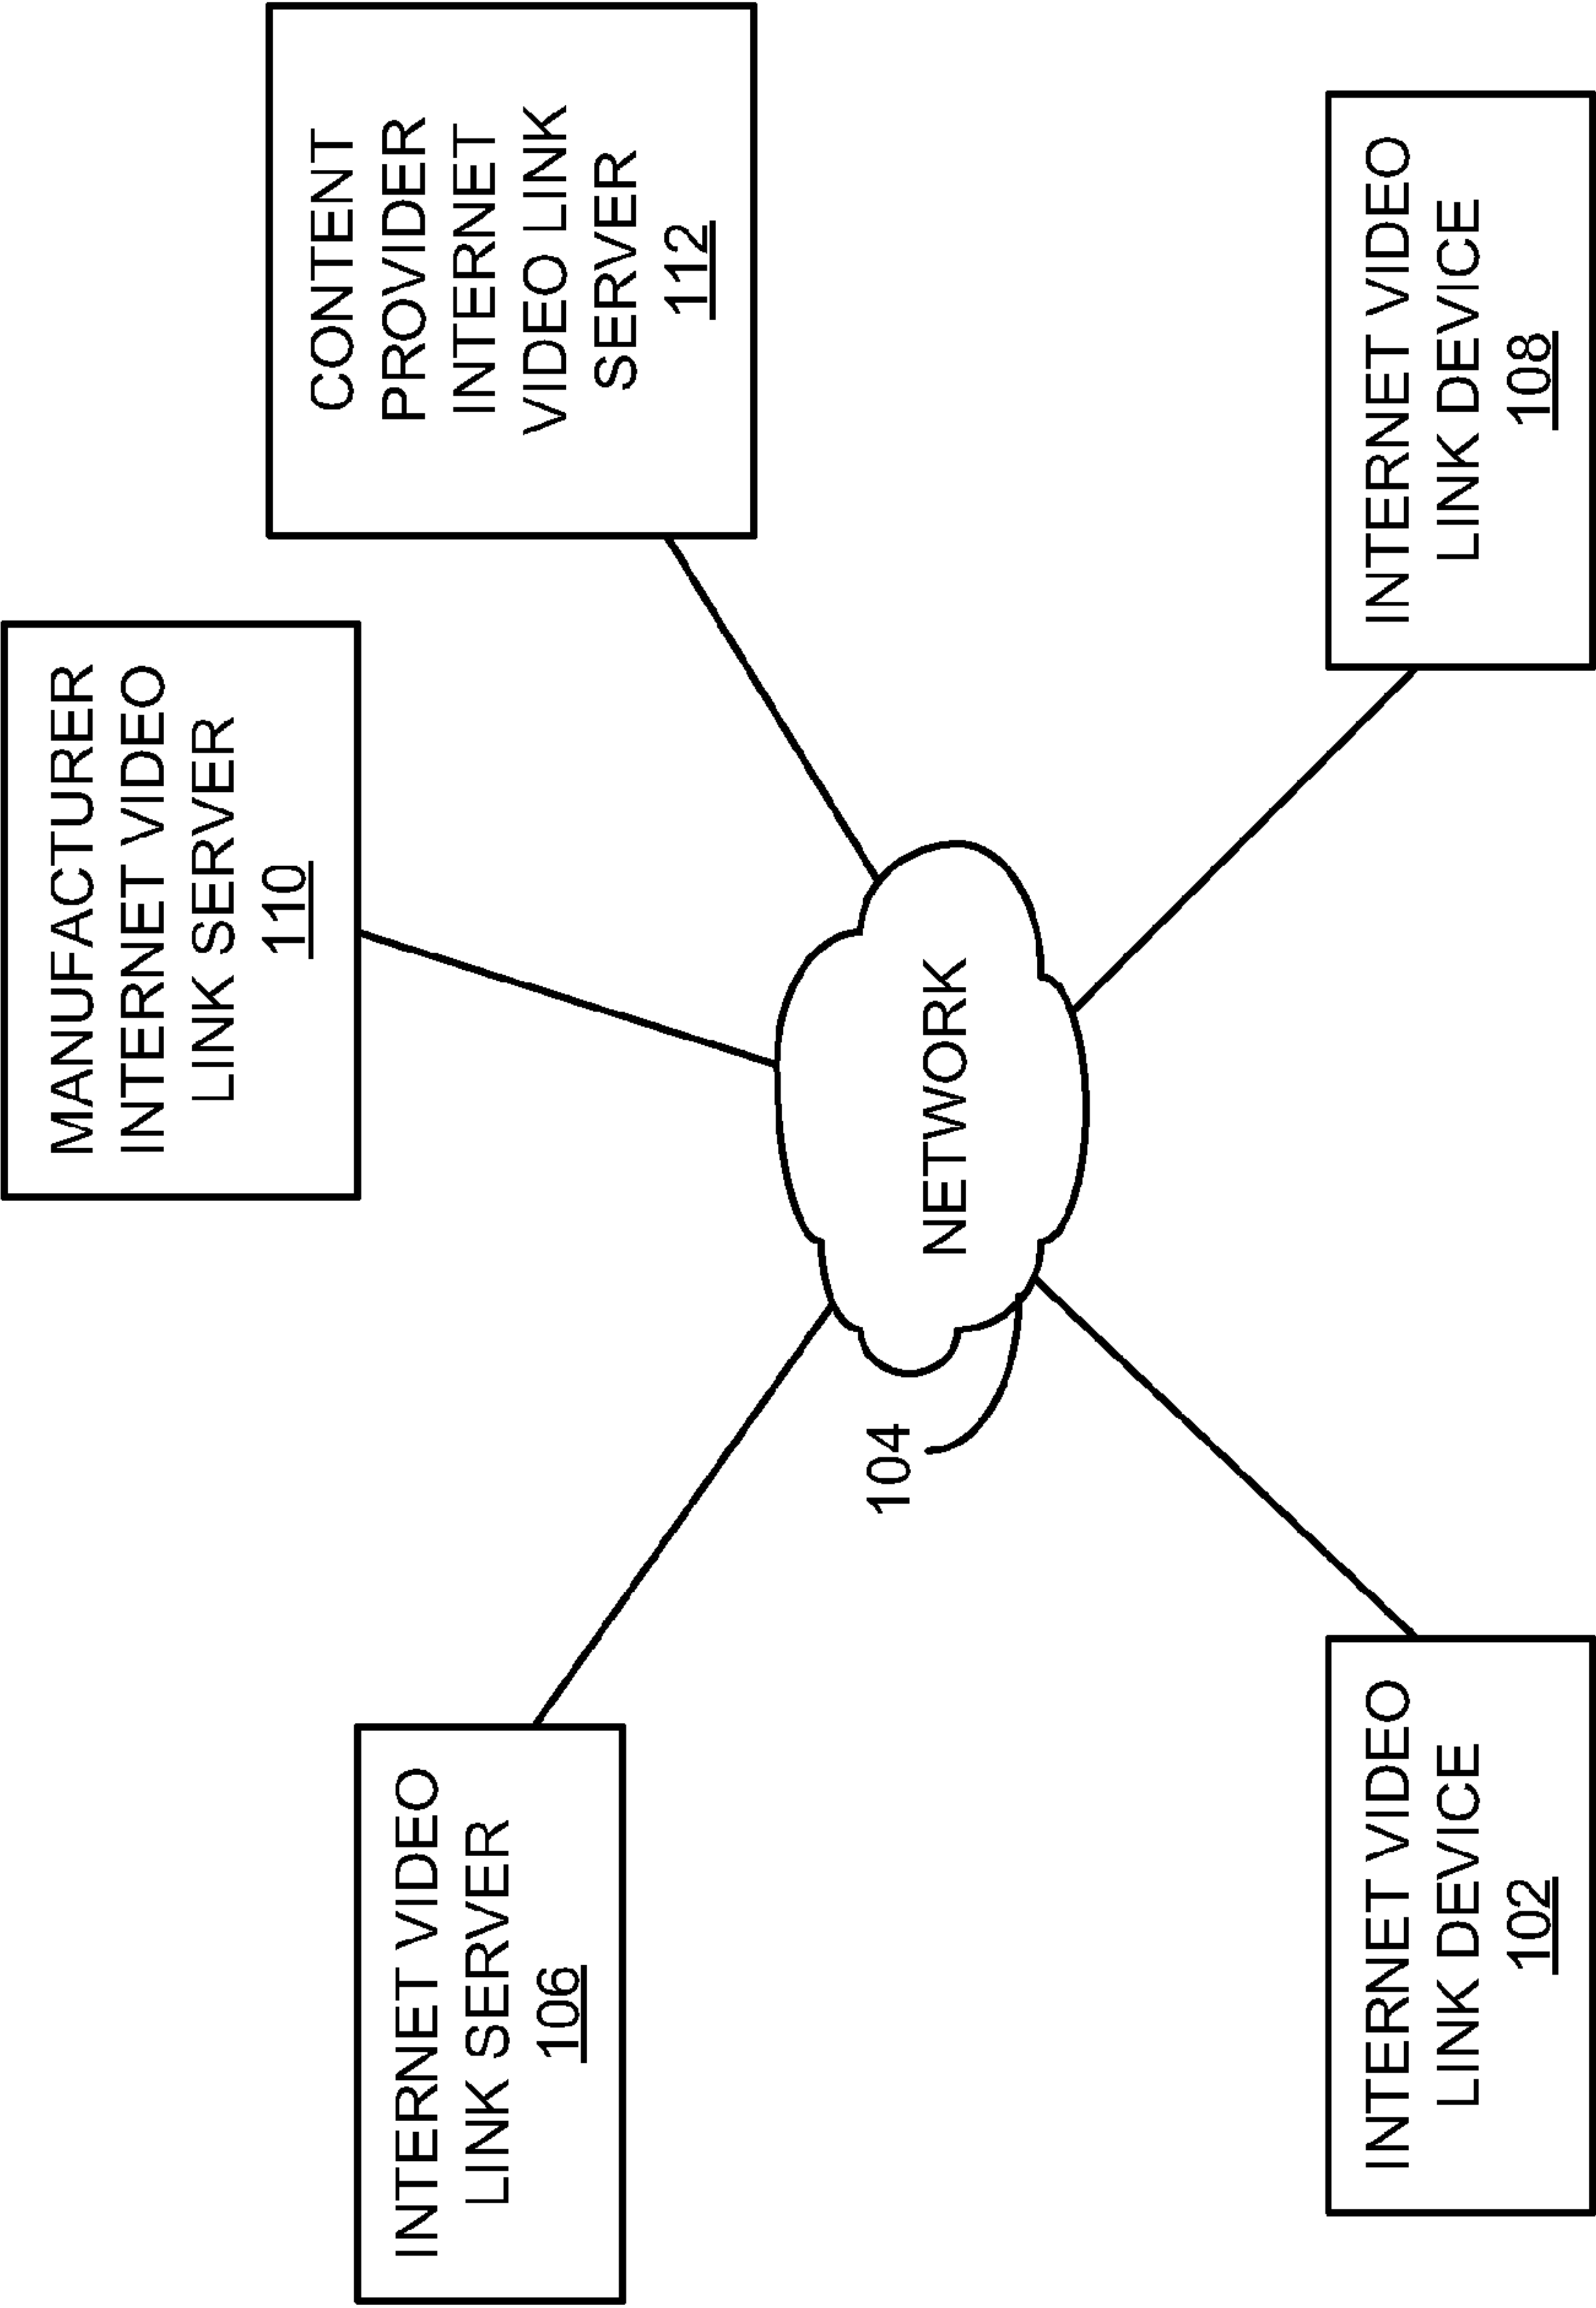 MANUFACTURER
INTERNET VIDEO
LINK SERVER
110
CONTENT
PROVIDER
INTERNET
VIDEO LINK
SERVER
112
INTERNET VIDEO
LINK SERVER
106
NETWORK
104
INTERNET VIDEO
LINK DEVICE
102
INTERNET VIDEO
LINK DEVICE
108